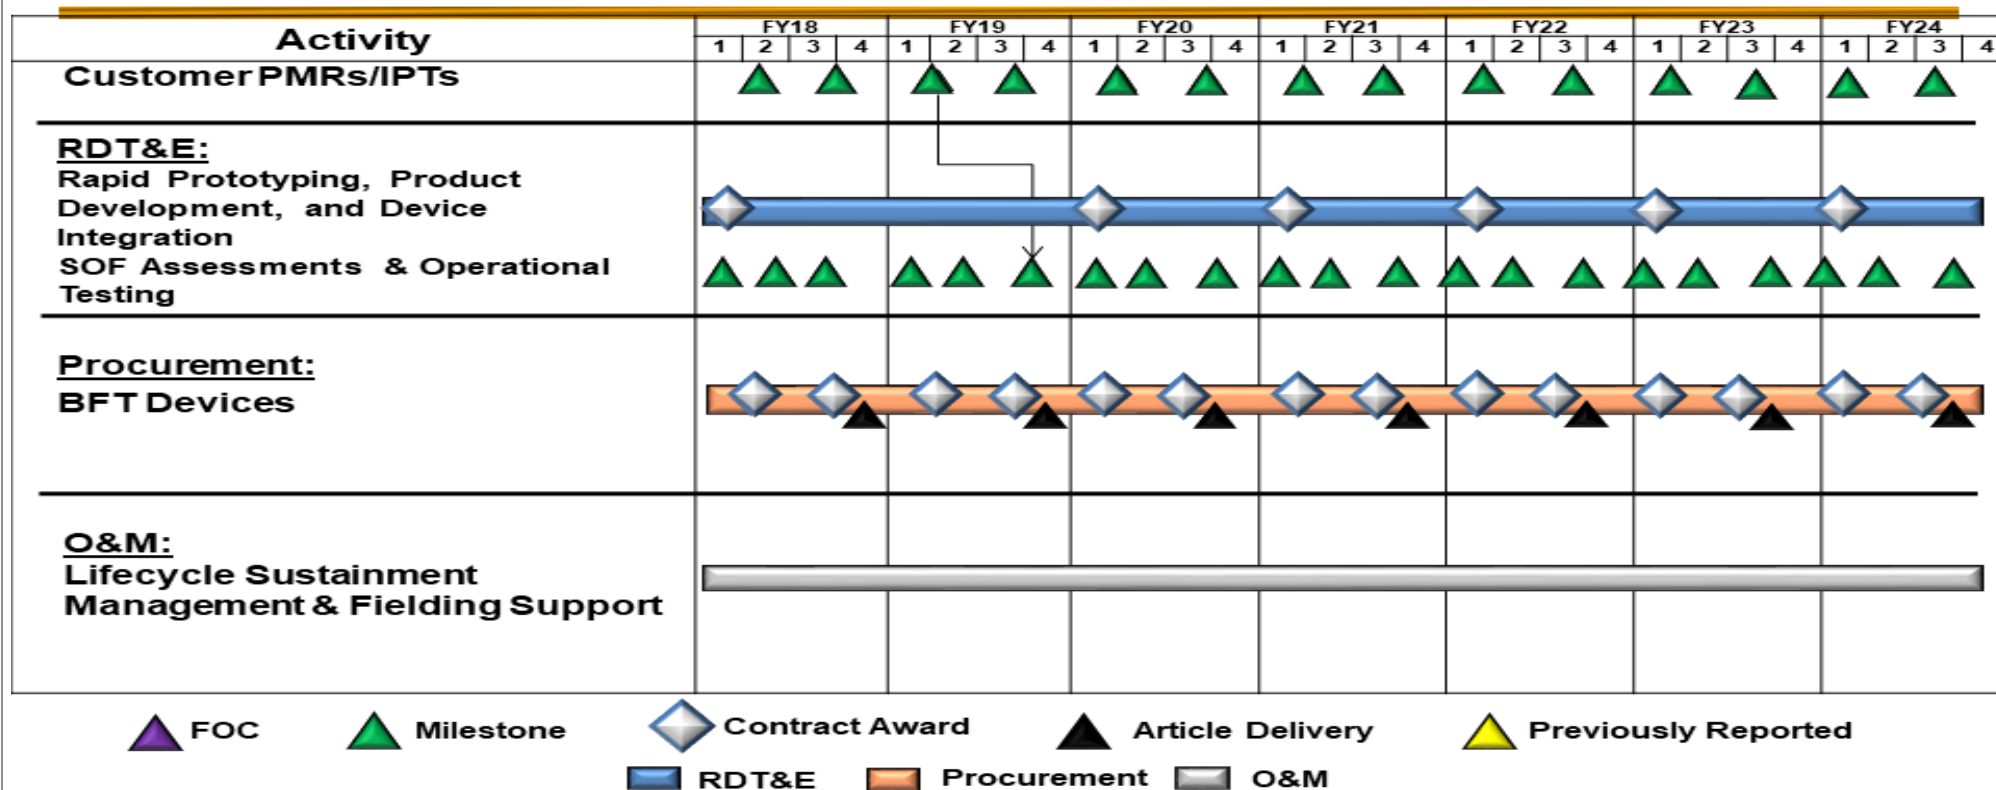 Activity
FY18 FY19 FY20 FY21 FY22 FY23 FY24
1 2 3 4 1 2 3 4 1 2 3 4 1 2 3 4 1 2 3 4 1 2 3 4 1 2 3 4
Customer PMRs/IPTs
RDT&E:
Rapid Prototyping, Product
Development, and Device
Integration
SOF Assessments & Operational
Testing
Procurement:
BFT Devices
O&M:
Lifecycle Sustainment
Management & Fielding Support
FOC Milestone Contract Award Article Delivery Previously Reported
RDT&E Procurement O&M